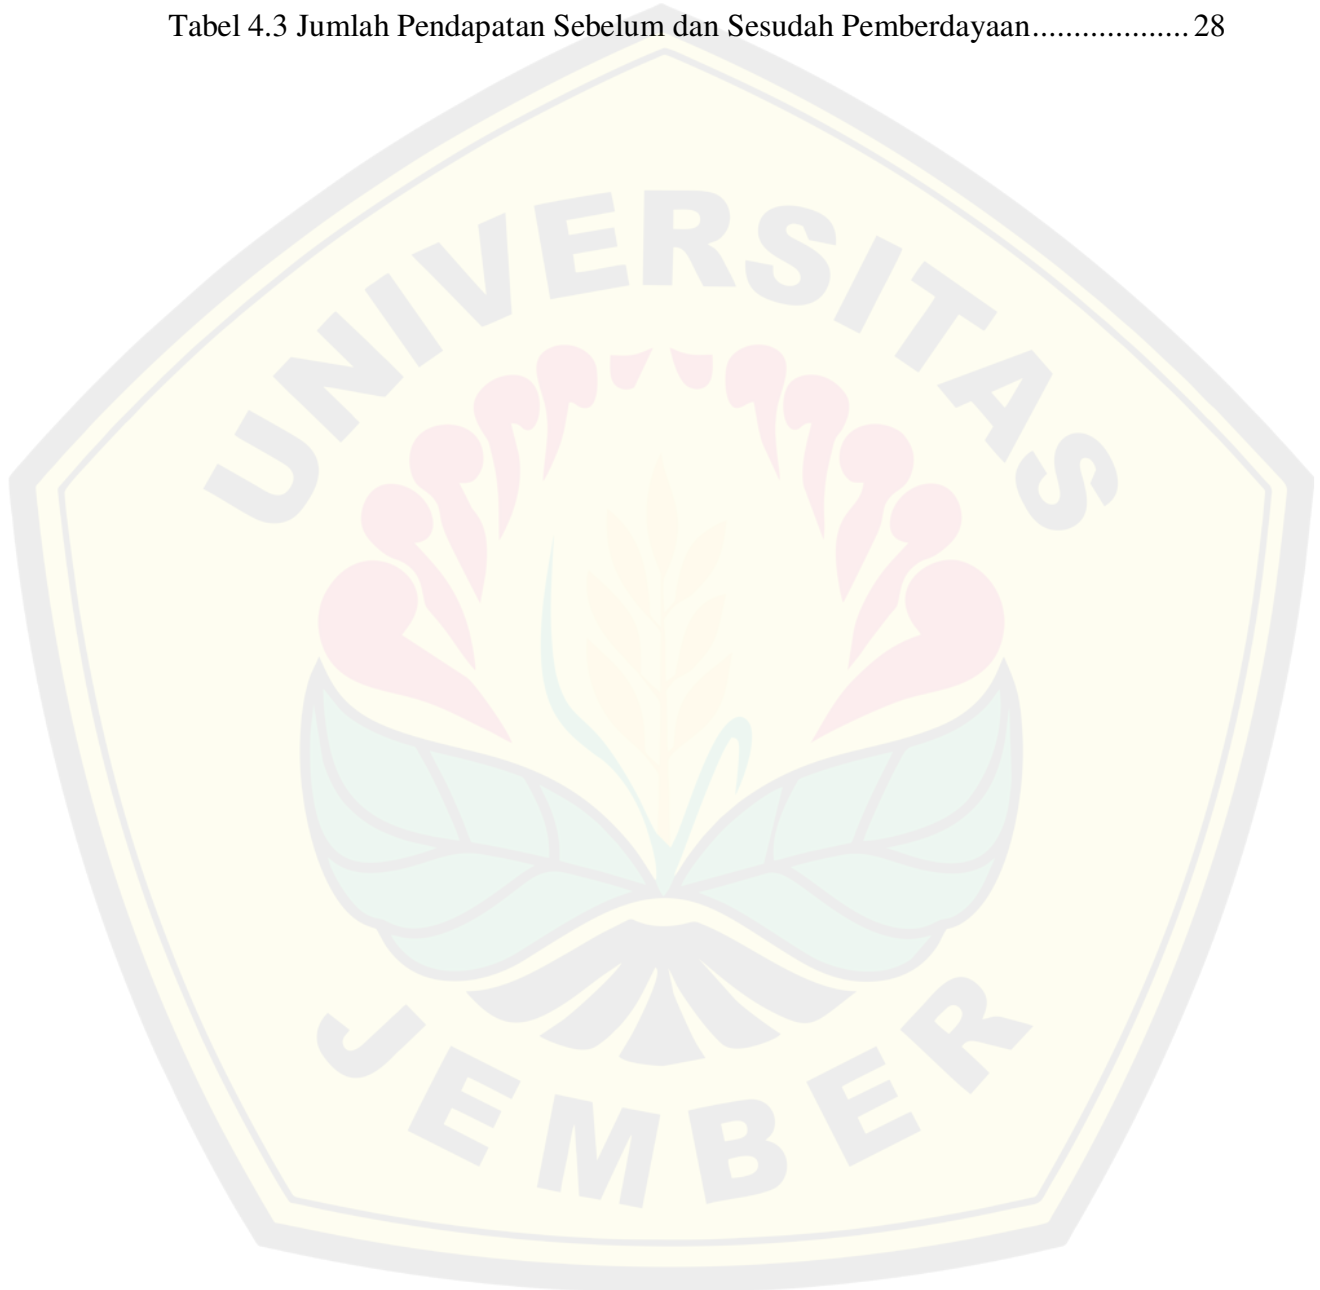 Tabel 4.3 Jumlah Pendapatan Sebelum dan Sesudah Pemberdayaan................... 28
UNIVERSITAS
JEMBER